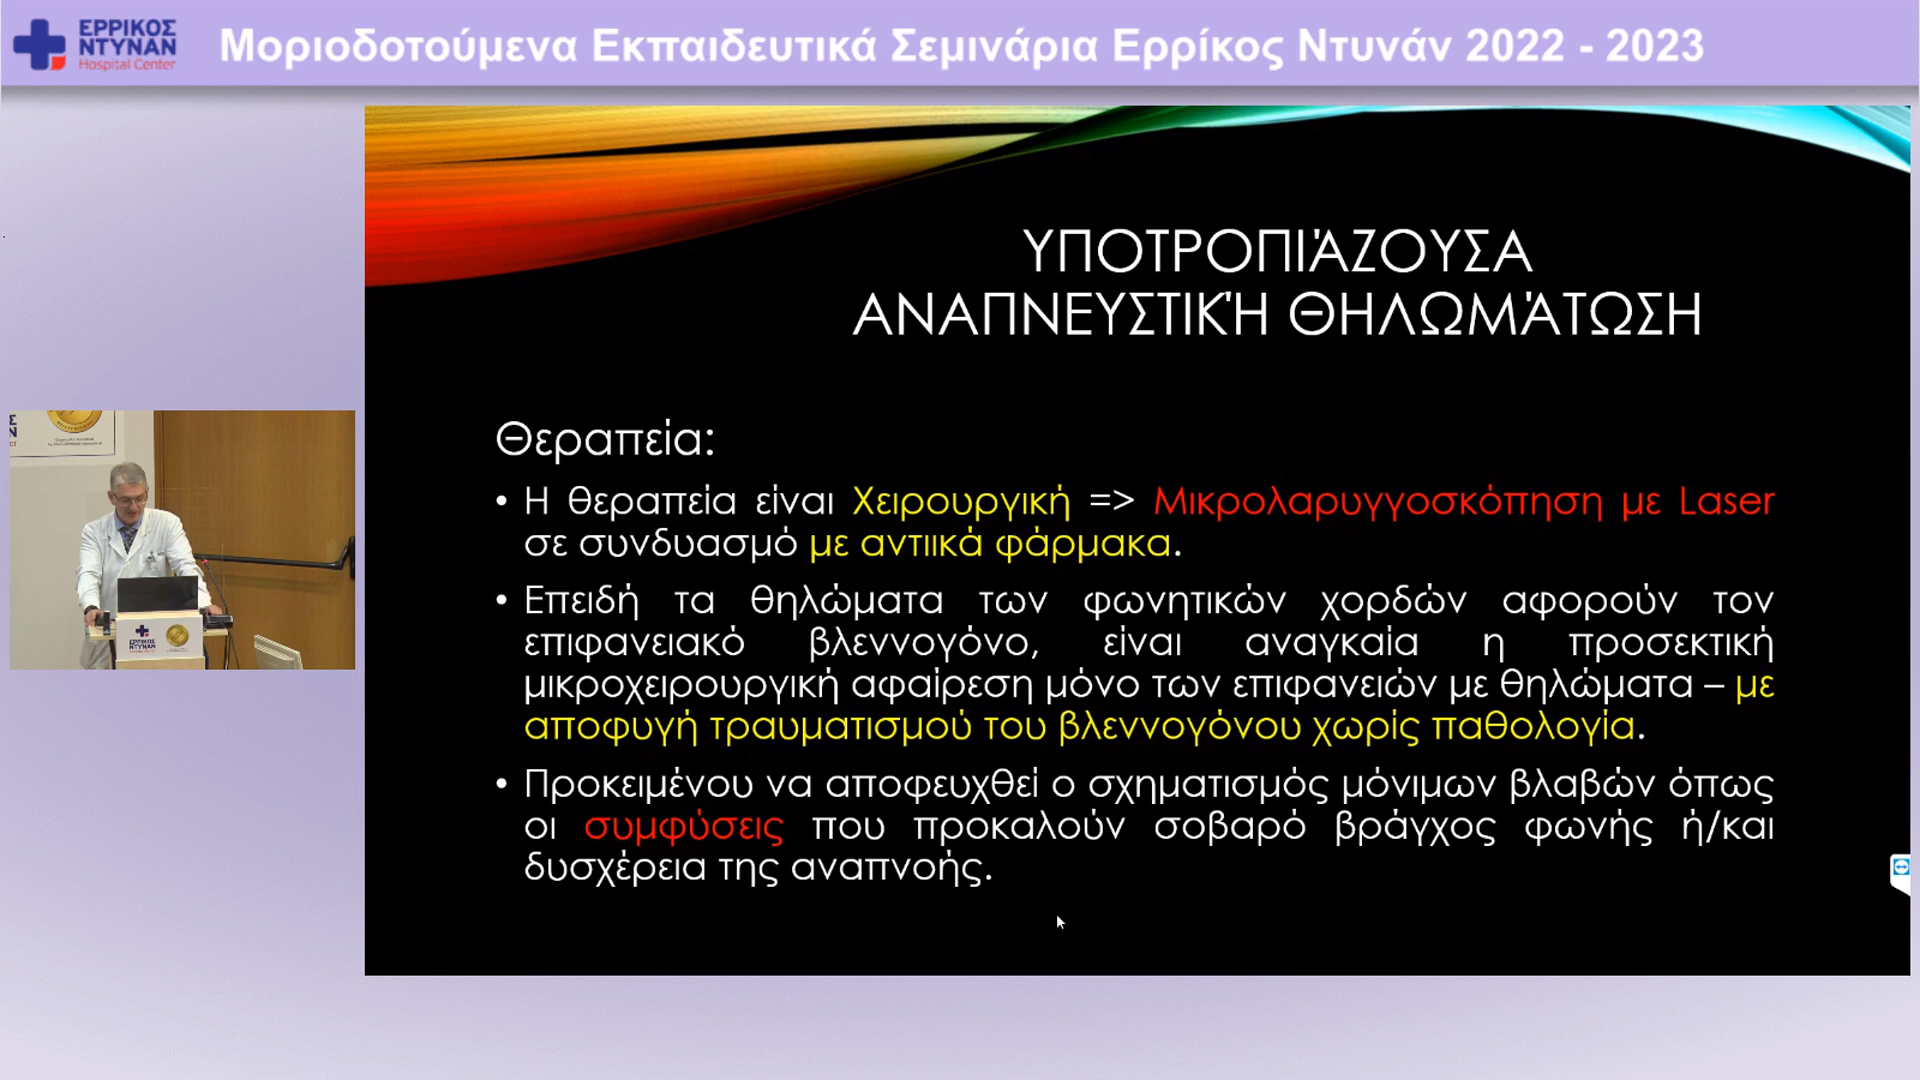 ΕΡΡΙΚΟΣ
ΝΤΥΝΑΝ
Hospital Center
Μοριοδοτούμενα Εκπαιδευτικά Σεμινάρια Ερρίκος Ντυνάν 2022 - 2023
ΥΠΟΤΡΟΠΙΆΖΟΥΣΑ
ΑΝΑΠΝΕΥΣΤΙΚΉ ΘΗΛΩΜΆΤΩΣΗ
Θεραπεία:
• Η θεραπεία είναι Χειρουργική => Μικρολαρυγγοσκόπηση με Laser
σε συνδυασμό με αντιικά φάρμακα.
• Επειδή τα θηλώματα των φωνητικών χορδών αφορούν τον
επιφανειακό βλεννογόνο, είναι αναγκαία η προσεκτική
μικροχειρουργική αφαίρεση μόνο των επιφανειών με θηλώματα – με
αποφυγή τραυματισμού του βλεννογόνου χωρίς παθολογία.
• Προκειμένου να αποφευχθεί ο σχηματισμός μόνιμων βλαβών όπως
οι συμφύσεις που προκαλούν σοβαρό βράγχος φωνής ή/και
δυσχέρεια της αναπνοής.
ΕΡΡΙΚΟΣ
ΝΤΥΝΑΝ